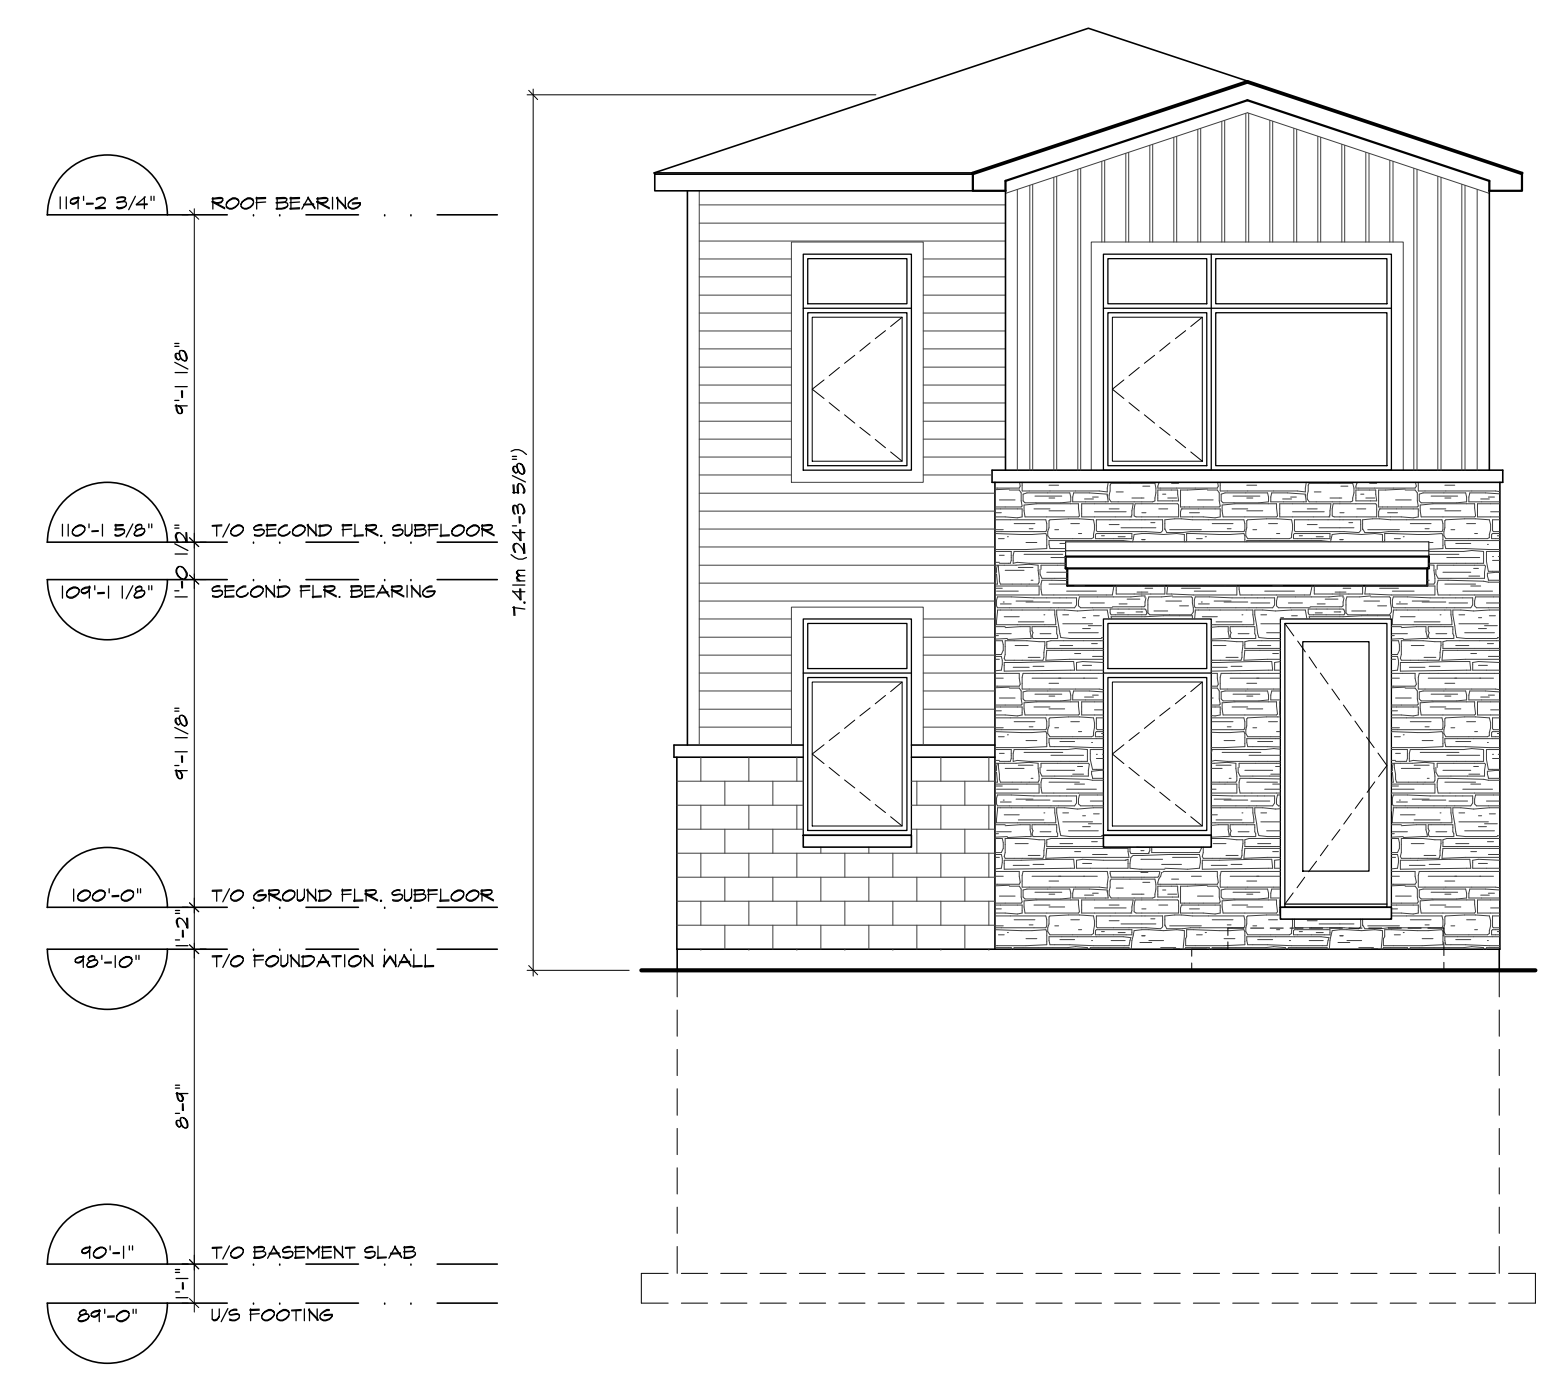 119'-2 3/4" ROOF BEARING
9'-1 1/8"
7.41m (24'-3 5/8")
110'-1 5/8" T/O SECOND FLR. SUBFLOOR
1'-0 1/2"
109'-1 1/8" SECOND FLR. BEARING
9'-1 1/8"
100'-0" T/O GROUND FLR. SUBFLOOR
1'-2"
98'-10" T/O FOUNDATION WALL
8'-9"
90'-1" T/O BASEMENT SLAB
1'-1"
89'-0" U/S FOOTING